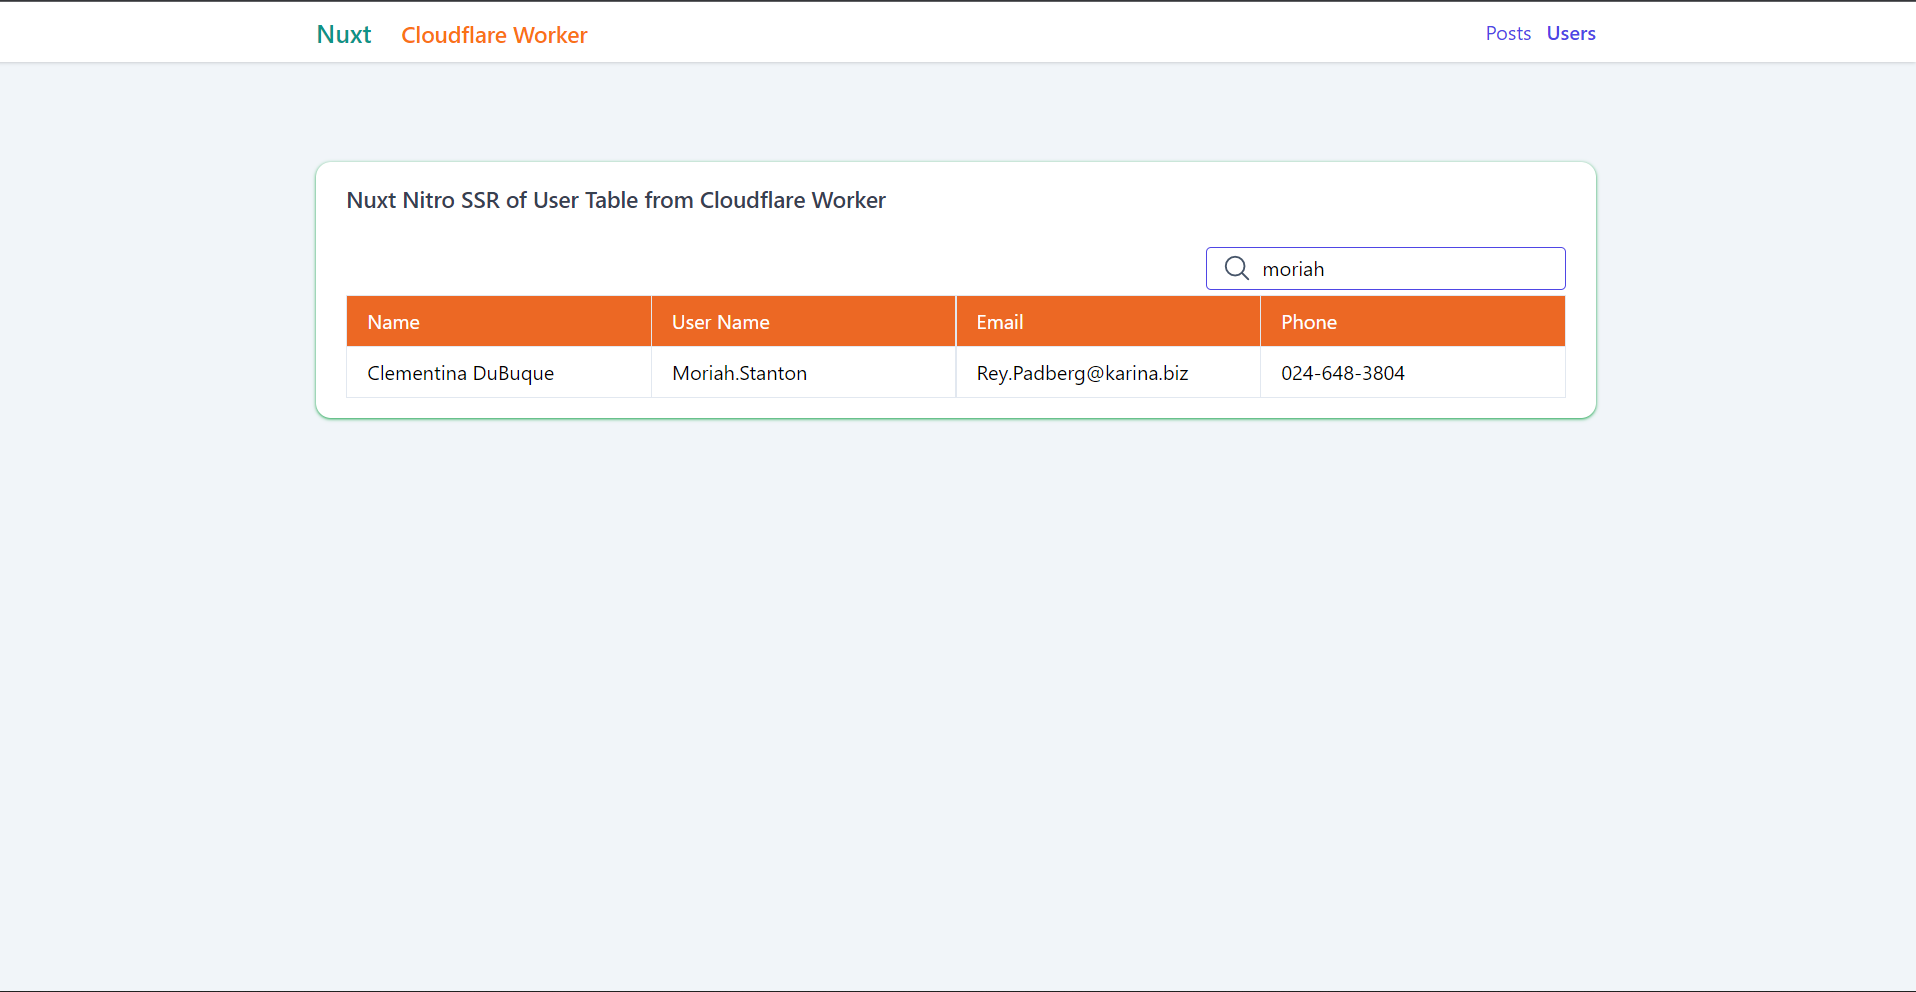 Nuxt Cloudflare Worker Posts Users
Nuxt Nitro SSR of User Table from Cloudflare Worker
moriah
Name User Name Email Phone
Clementina DuBuque Moriah.Stanton Rey.Padberg@karina.biz 024-648-3804